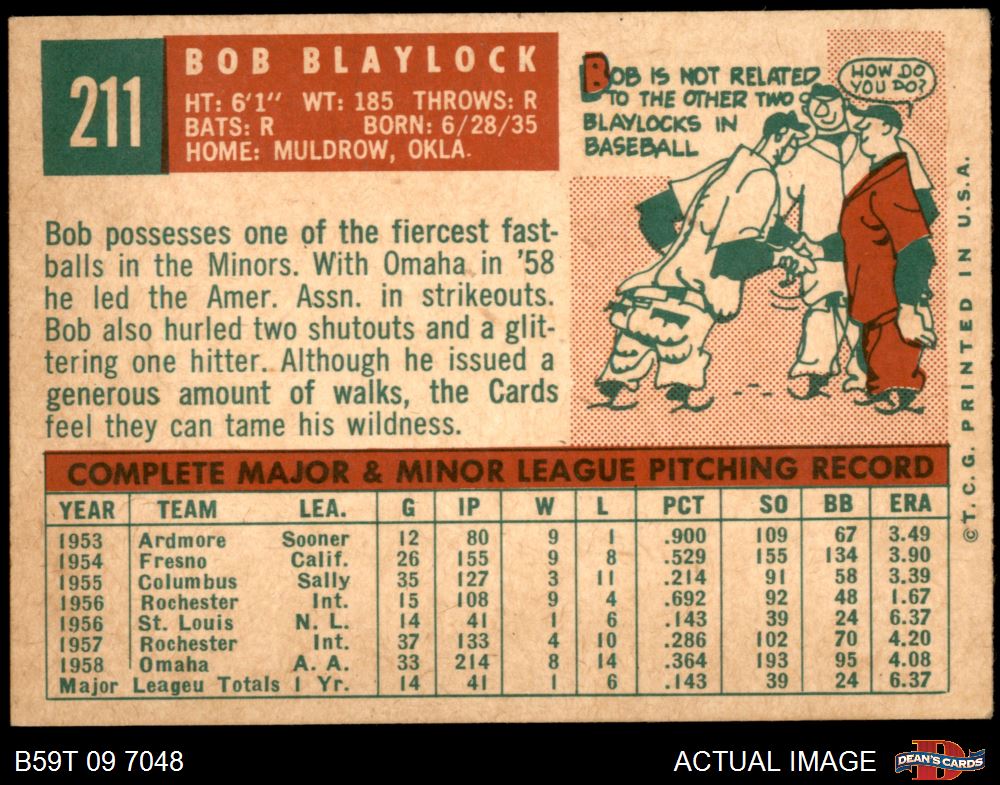 211
BOB BLAYLOCK
HT: 6'1" WT: 185 THROWS: R
BATS: R BORN: 6/28/35
HOME: MULDROW, OKLA.
BOB IS NOT RELATED
TO THE OTHER TWO
BLAYLOCKS IN
BASEBALL
HOW DO
YOU DO?
Bob possesses one of the fiercest fast-
balls in the Minors. With Omaha in '58
he led the Amer. Assn. in strikeouts.
Bob also hurled two shutouts and a glit-
tering one hitter. Although he issued a
generous amount of walks, the Cards
feel they can tame his wildness.
© T. C. G. PRINTED IN U. S. A.
COMPLETE MAJOR & MINOR LEAGUE PITCHING RECORD
YEAR TEAM LEA. G IP W L PCT SO BB ERA
1953 Ardmore Sooner 12 80 9 1 .900 109 67 3.49
1954 Fresno Calif. 26 155 9 8 .529 155 134 3.90
1955 Columbus Sally 35 127 3 11 .214 91 58 3.39
1956 Rochester Int. 15 108 9 4 .692 92 48 1.67
1956 St. Louis N. L. 14 41 1 6 .143 39 24 6.37
1957 Rochester Int. 37 133 4 10 .286 102 70 4.20
1958 Omaha A. A. 33 214 8 14 .364 193 95 4.08
Major Leageu Totals 1 Yr. 14 41 1 6 .143 39 24 6.37
B59T 09 7048
ACTUAL IMAGE
D
DEAN'S CARDS